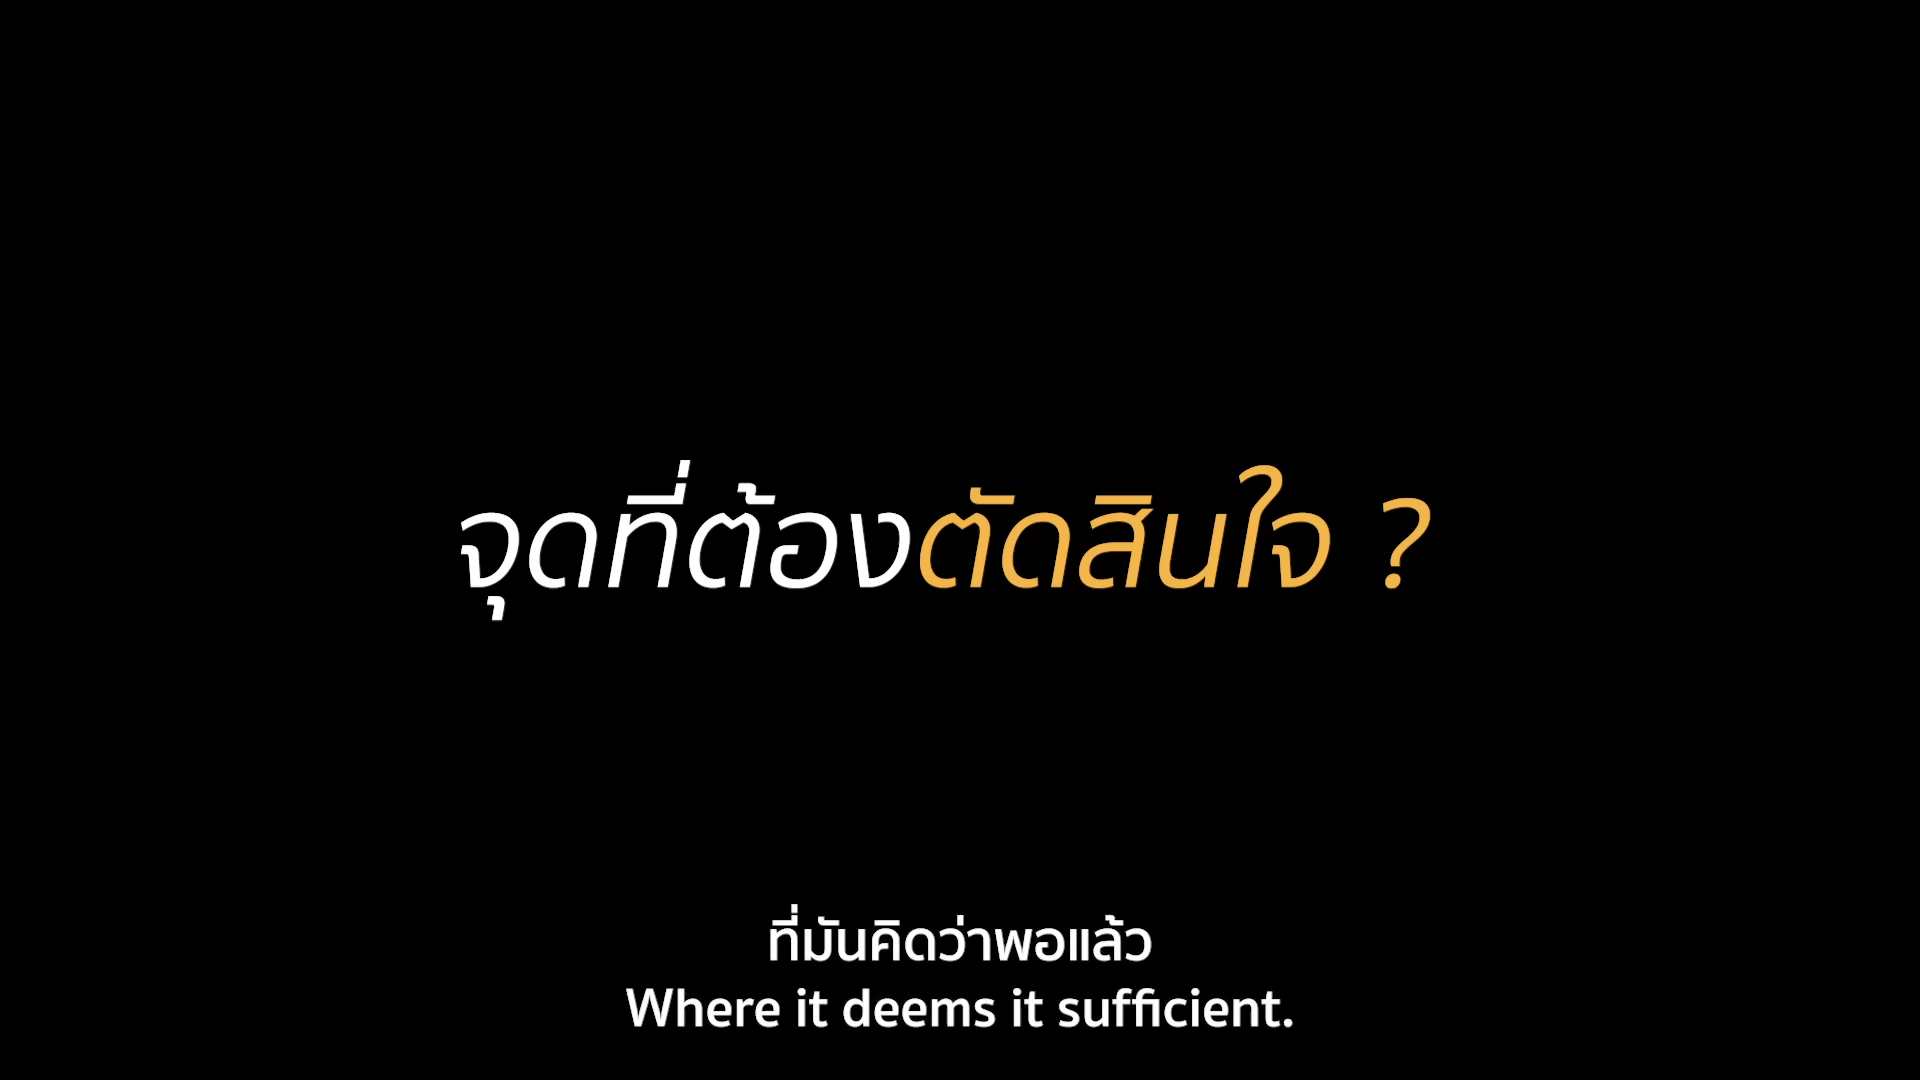 จุดที่ต้องตัดสินใจ ?
ที่มันคิดว่าพอแล้ว
Where it deems it sufficient.